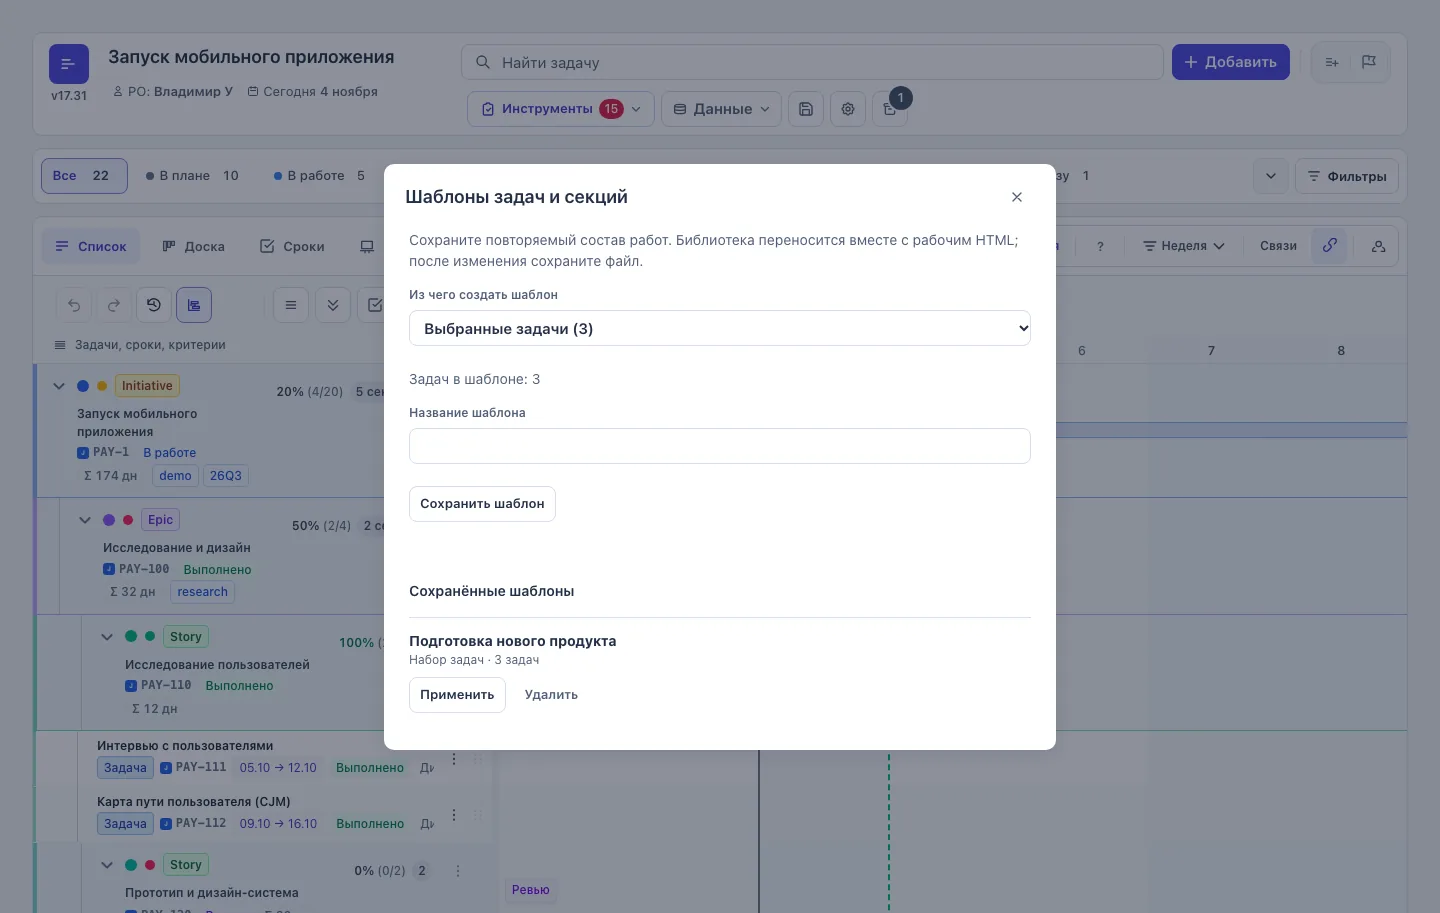 Запуск мобильного приложения
v17.31
PO: Владимир У
Сегодня 4 ноября
Найти задачу
Добавить
Инструменты 15
Данные
1
Все 22
В плане 10
В работе 5
1
Фильтры
Список
Доска
Сроки
?
Неделя
Связи
Задачи, сроки, критерии
6 7 8
Initiative
20% (4/20)
Запуск мобильного
приложения
PAY-1 В работе
Σ 174 дн demo 26Q3
Epic
50% (2/4)
Исследование и дизайн
PAY-100 Выполнено
Σ 32 дн research
Story
100%
Исследование пользователей
PAY-110 Выполнено
Σ 12 дн
Интервью с пользователями
Задача PAY-111 05.10 → 12.10 Выполнено
Карта пути пользователя (CJM)
Задача PAY-112 09.10 → 16.10 Выполнено
Story
0% (0/2) 2
Прототип и дизайн-система
Ревью
Шаблоны задач и секций
Сохраните повторяемый состав работ. Библиотека переносится вместе с рабочим HTML;
после изменения сохраните файл.
Из чего создать шаблон
Выбранные задачи (3)
Задач в шаблоне: 3
Название шаблона
Сохранить шаблон
Сохранённые шаблоны
Подготовка нового продукта
Набор задач · 3 задач
Применить
Удалить